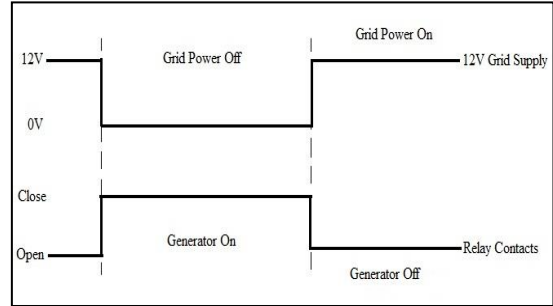 Grid Power On
Grid Power Off
12V
12V Grid Supply
0V
Close
Generator On
Open
Relay Contacts
Generator Off